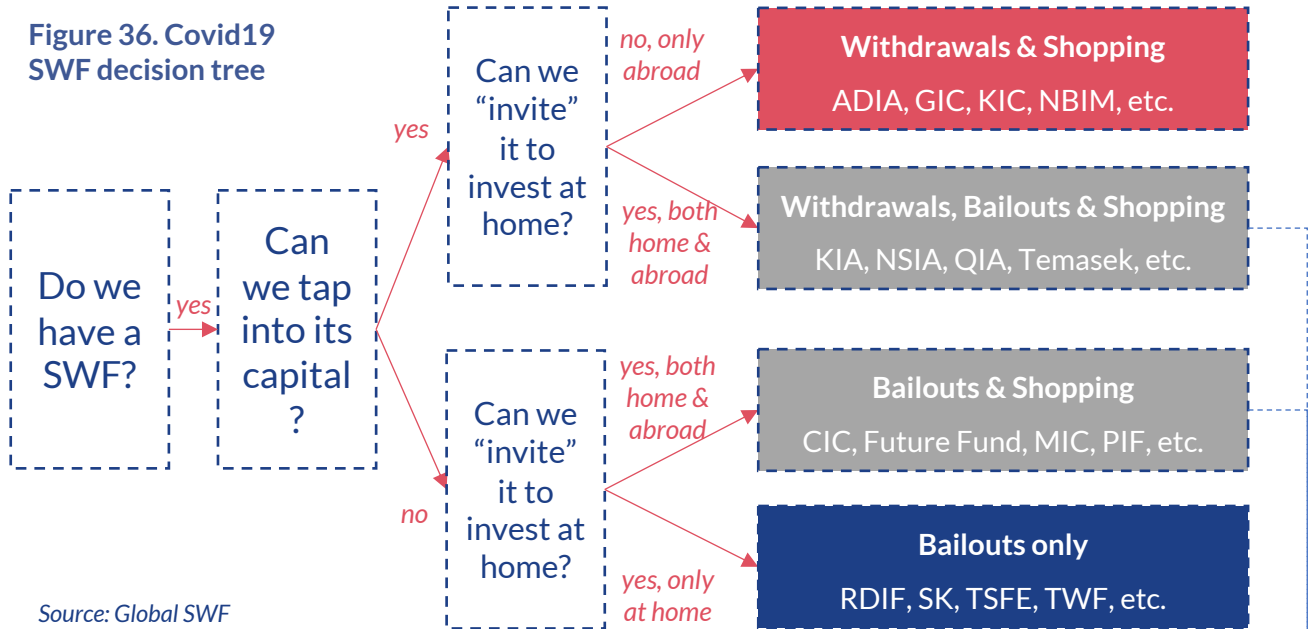 Figure 36. Covid19
SWF decision tree
Do we
have a
SWF?
yes
Can
we tap
into its
capital
?
yes
no
Can we
“invite”
it to
invest at
home?
no, only
abroad
yes, both
home &
abroad
Can we
“invite”
it to
invest at
home?
yes, both
home &
abroad
yes, only
at home
Withdrawals & Shopping
ADIA, GIC, KIC, NBIM, etc.
Withdrawals, Bailouts & Shopping
KIA, NSIA, QIA, Temasek, etc.
Bailouts & Shopping
CIC, Future Fund, MIC, PIF, etc.
Bailouts only
RDIF, SK, TSFE, TWF, etc.
Source: Global SWF